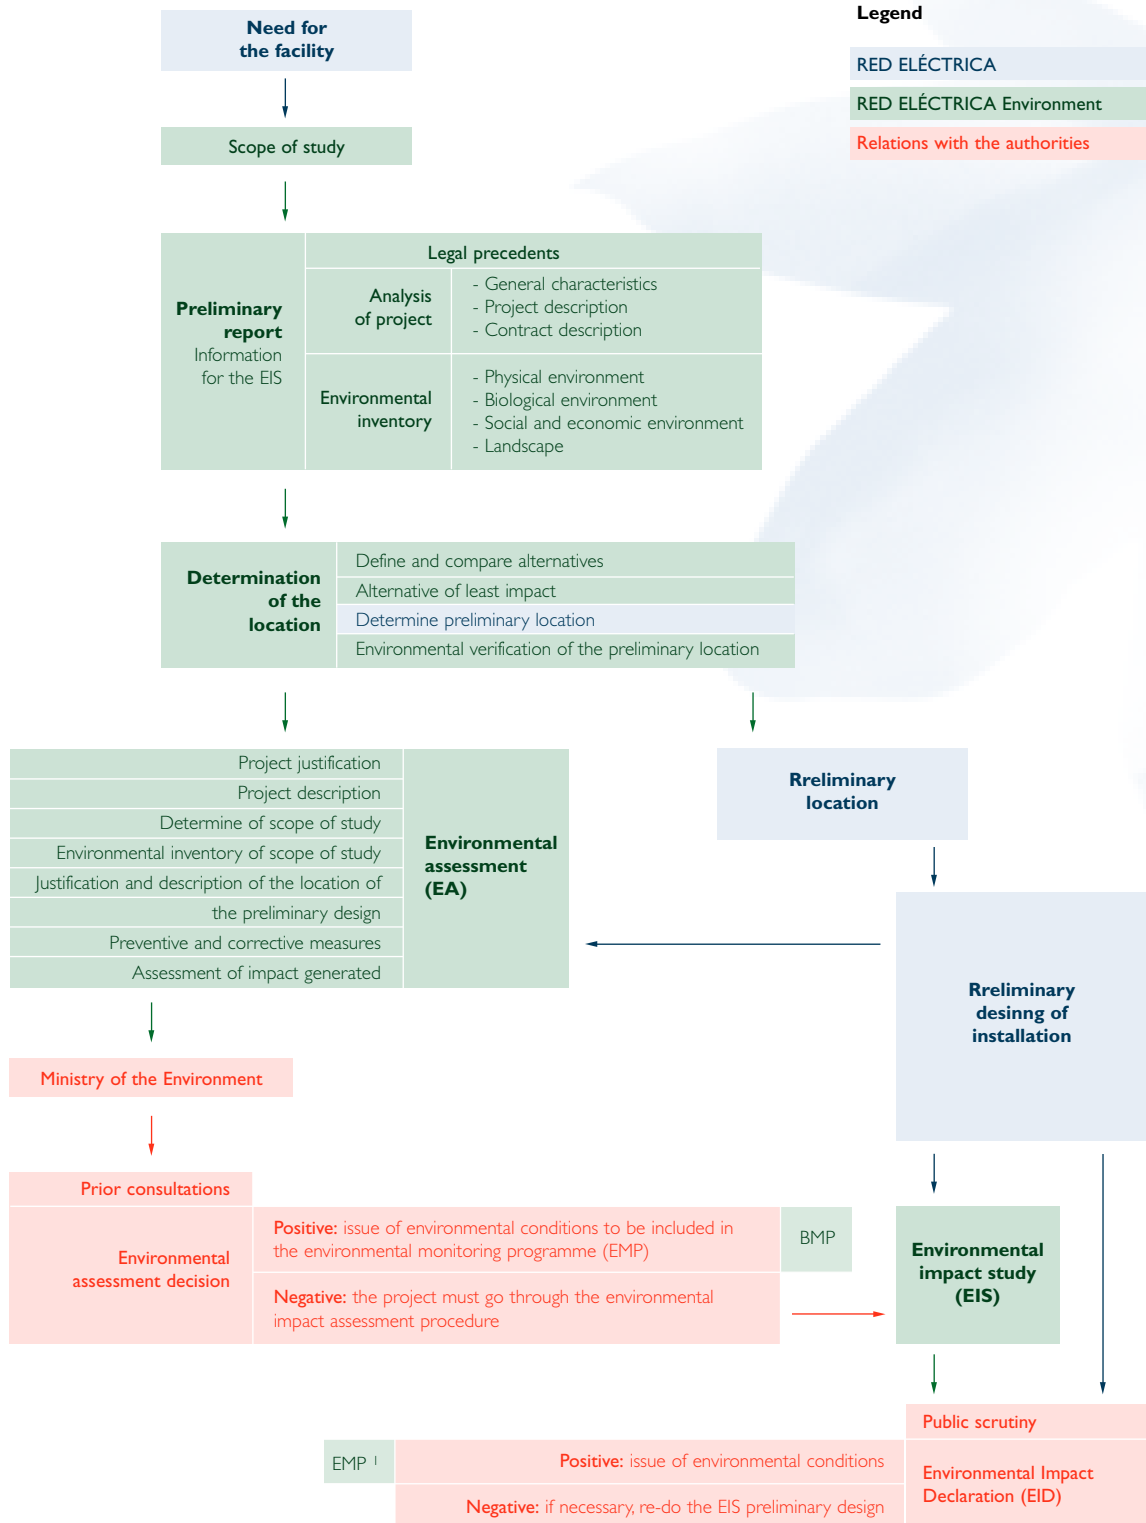 Legend
RED ELÉCTRICA
RED ELÉCTRICA Environment
Relations with the authorities
Need for
the facility
Scope of study
Preliminary
report
Information
for the EIS
Legal precedents
Analysis
of project
- General characteristics
- Project description
- Contract description
Environmental
inventory
- Physical environment
- Biological environment
- Social and economic environment
- Landscape
Determination
of the
location
Define and compare alternatives
Alternative of least impact
Determine preliminary location
Environmental verification of the preliminary location
Project justification
Project description
Determine of scope of study
Environmental inventory of scope of study
Justification and description of the location of
the preliminary design
Preventive and corrective measures
Assessment of impact generated
Environmental
assessment
(EA)
Rreliminary
location
Rreliminary
desinng of
installation
Ministry of the Environment
Prior consultations
Environmental
assessment decision
Positive: issue of environmental conditions to be included in
the environmental monitoring programme (EMP)
BMP
Negative: the project must go through the environmental
impact assessment procedure
Environmental
impact study
(EIS)
Public scrutiny
Environmental Impact
Declaration (EID)
EMP 1
Positive: issue of environmental conditions
Negative: if necessary, re-do the EIS preliminary design